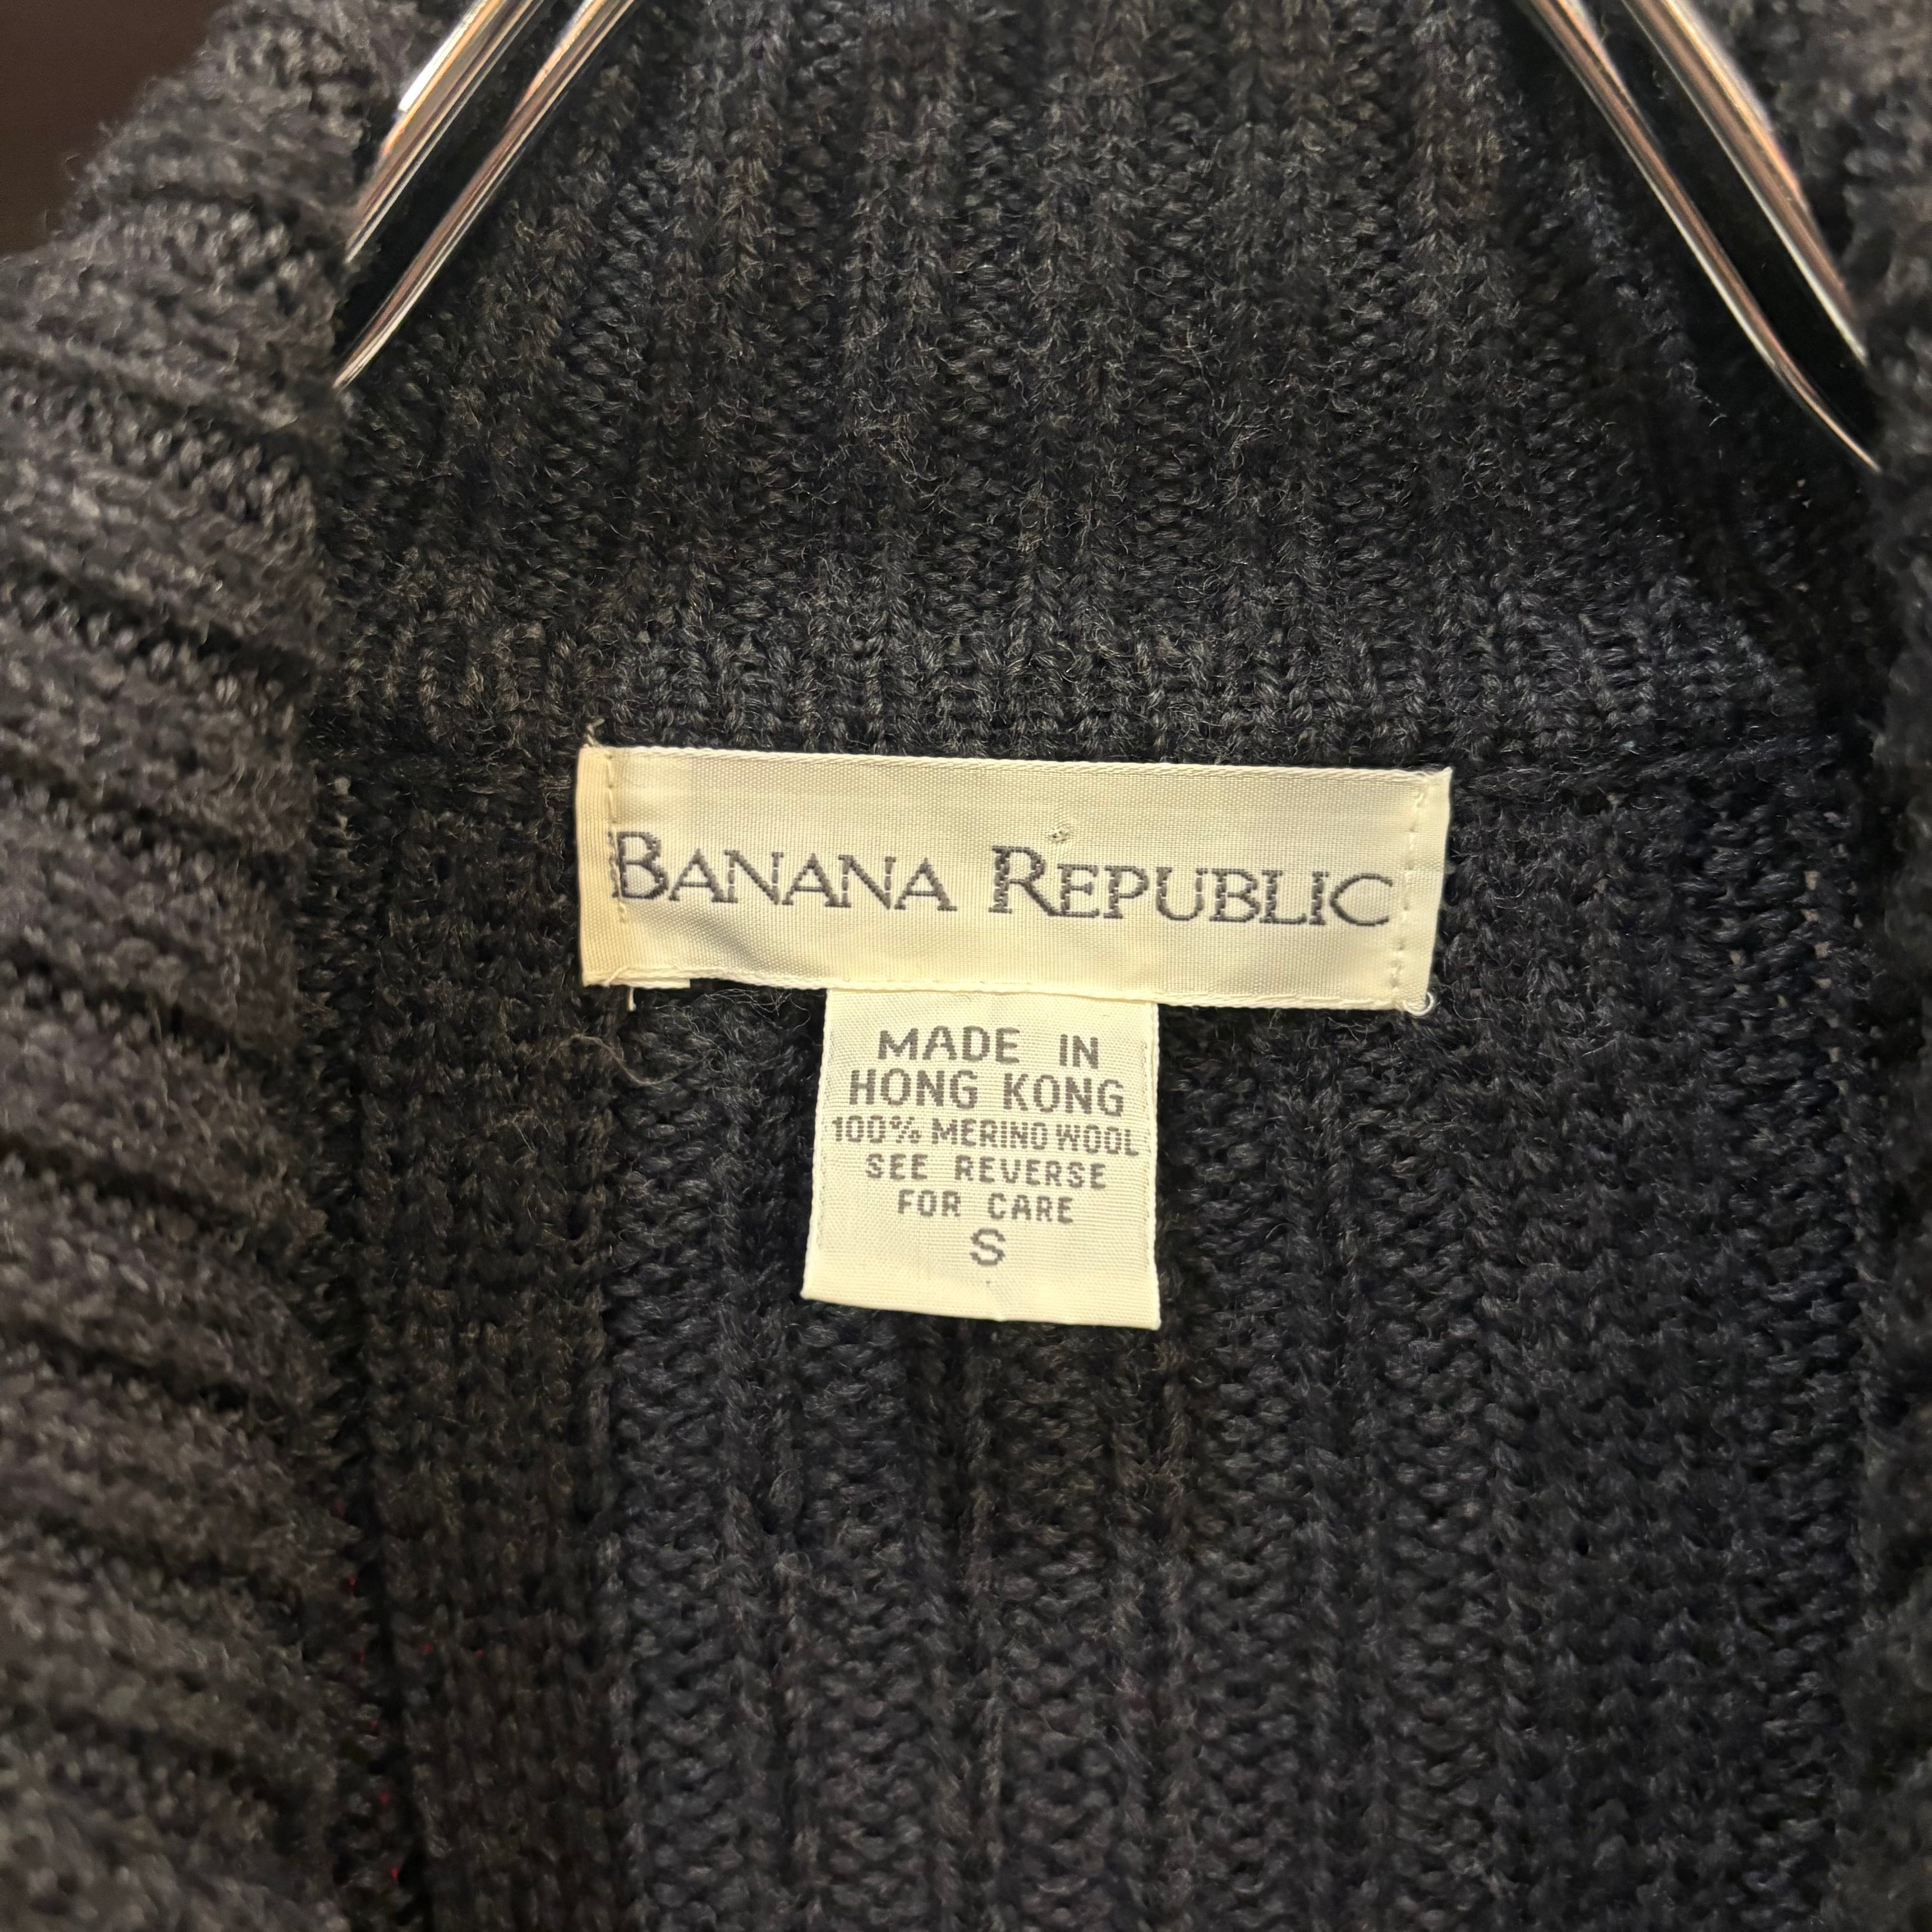 BANANA REPUBLIC
MADE IN
HONG KONG
100% MERINO WOOL
SEE REVERSE
FOR CARE
S